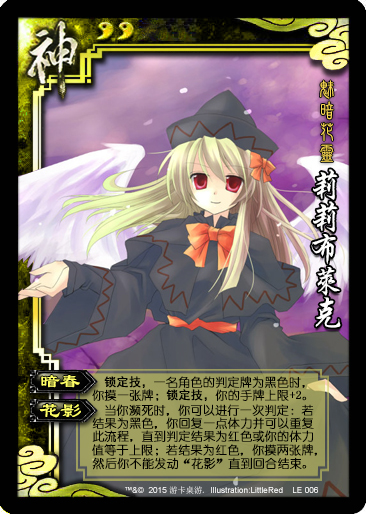 神
魅暗花靈
莉莉布萊克
暗春
锁定技，一名角色的判定牌为黑色时，
你摸一张牌；锁定技，你的手牌上限+2。
花影
当你濒死时，你可以进行一次判定：若
结果为黑色，你回复一点体力并可以重复
此流程，直到判定结果为红色或你的体力
值等于上限；若结果为红色，你摸两张牌，
然后你不能发动“花影”直到回合结束。
™&© 2015 游卡桌游. Illustration:LittleRed LE 006